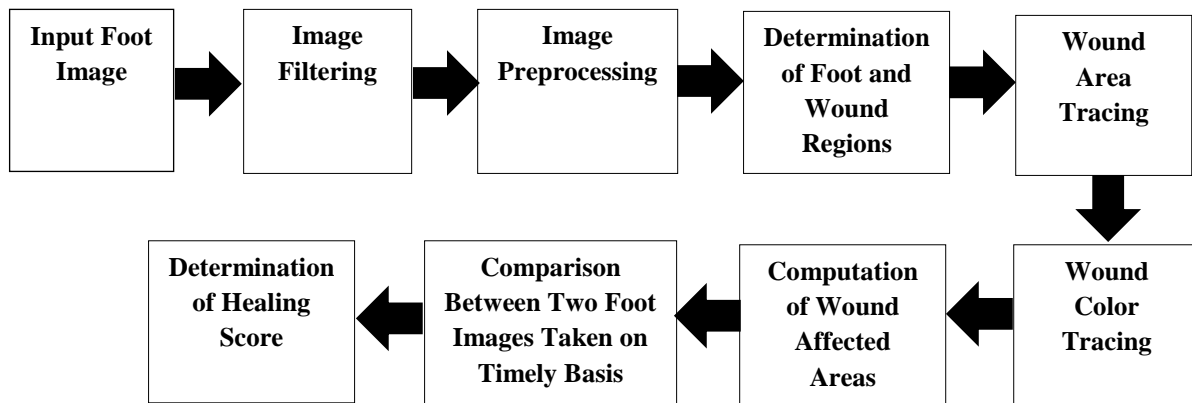 Input Foot
Image
Image
Filtering
Image
Preprocessing
Determination
of Foot and
Wound
Regions
Wound
Area
Tracing
Wound
Color
Tracing
Computation
of Wound
Affected
Areas
Comparison
Between Two Foot
Images Taken on
Timely Basis
Determination
of Healing
Score